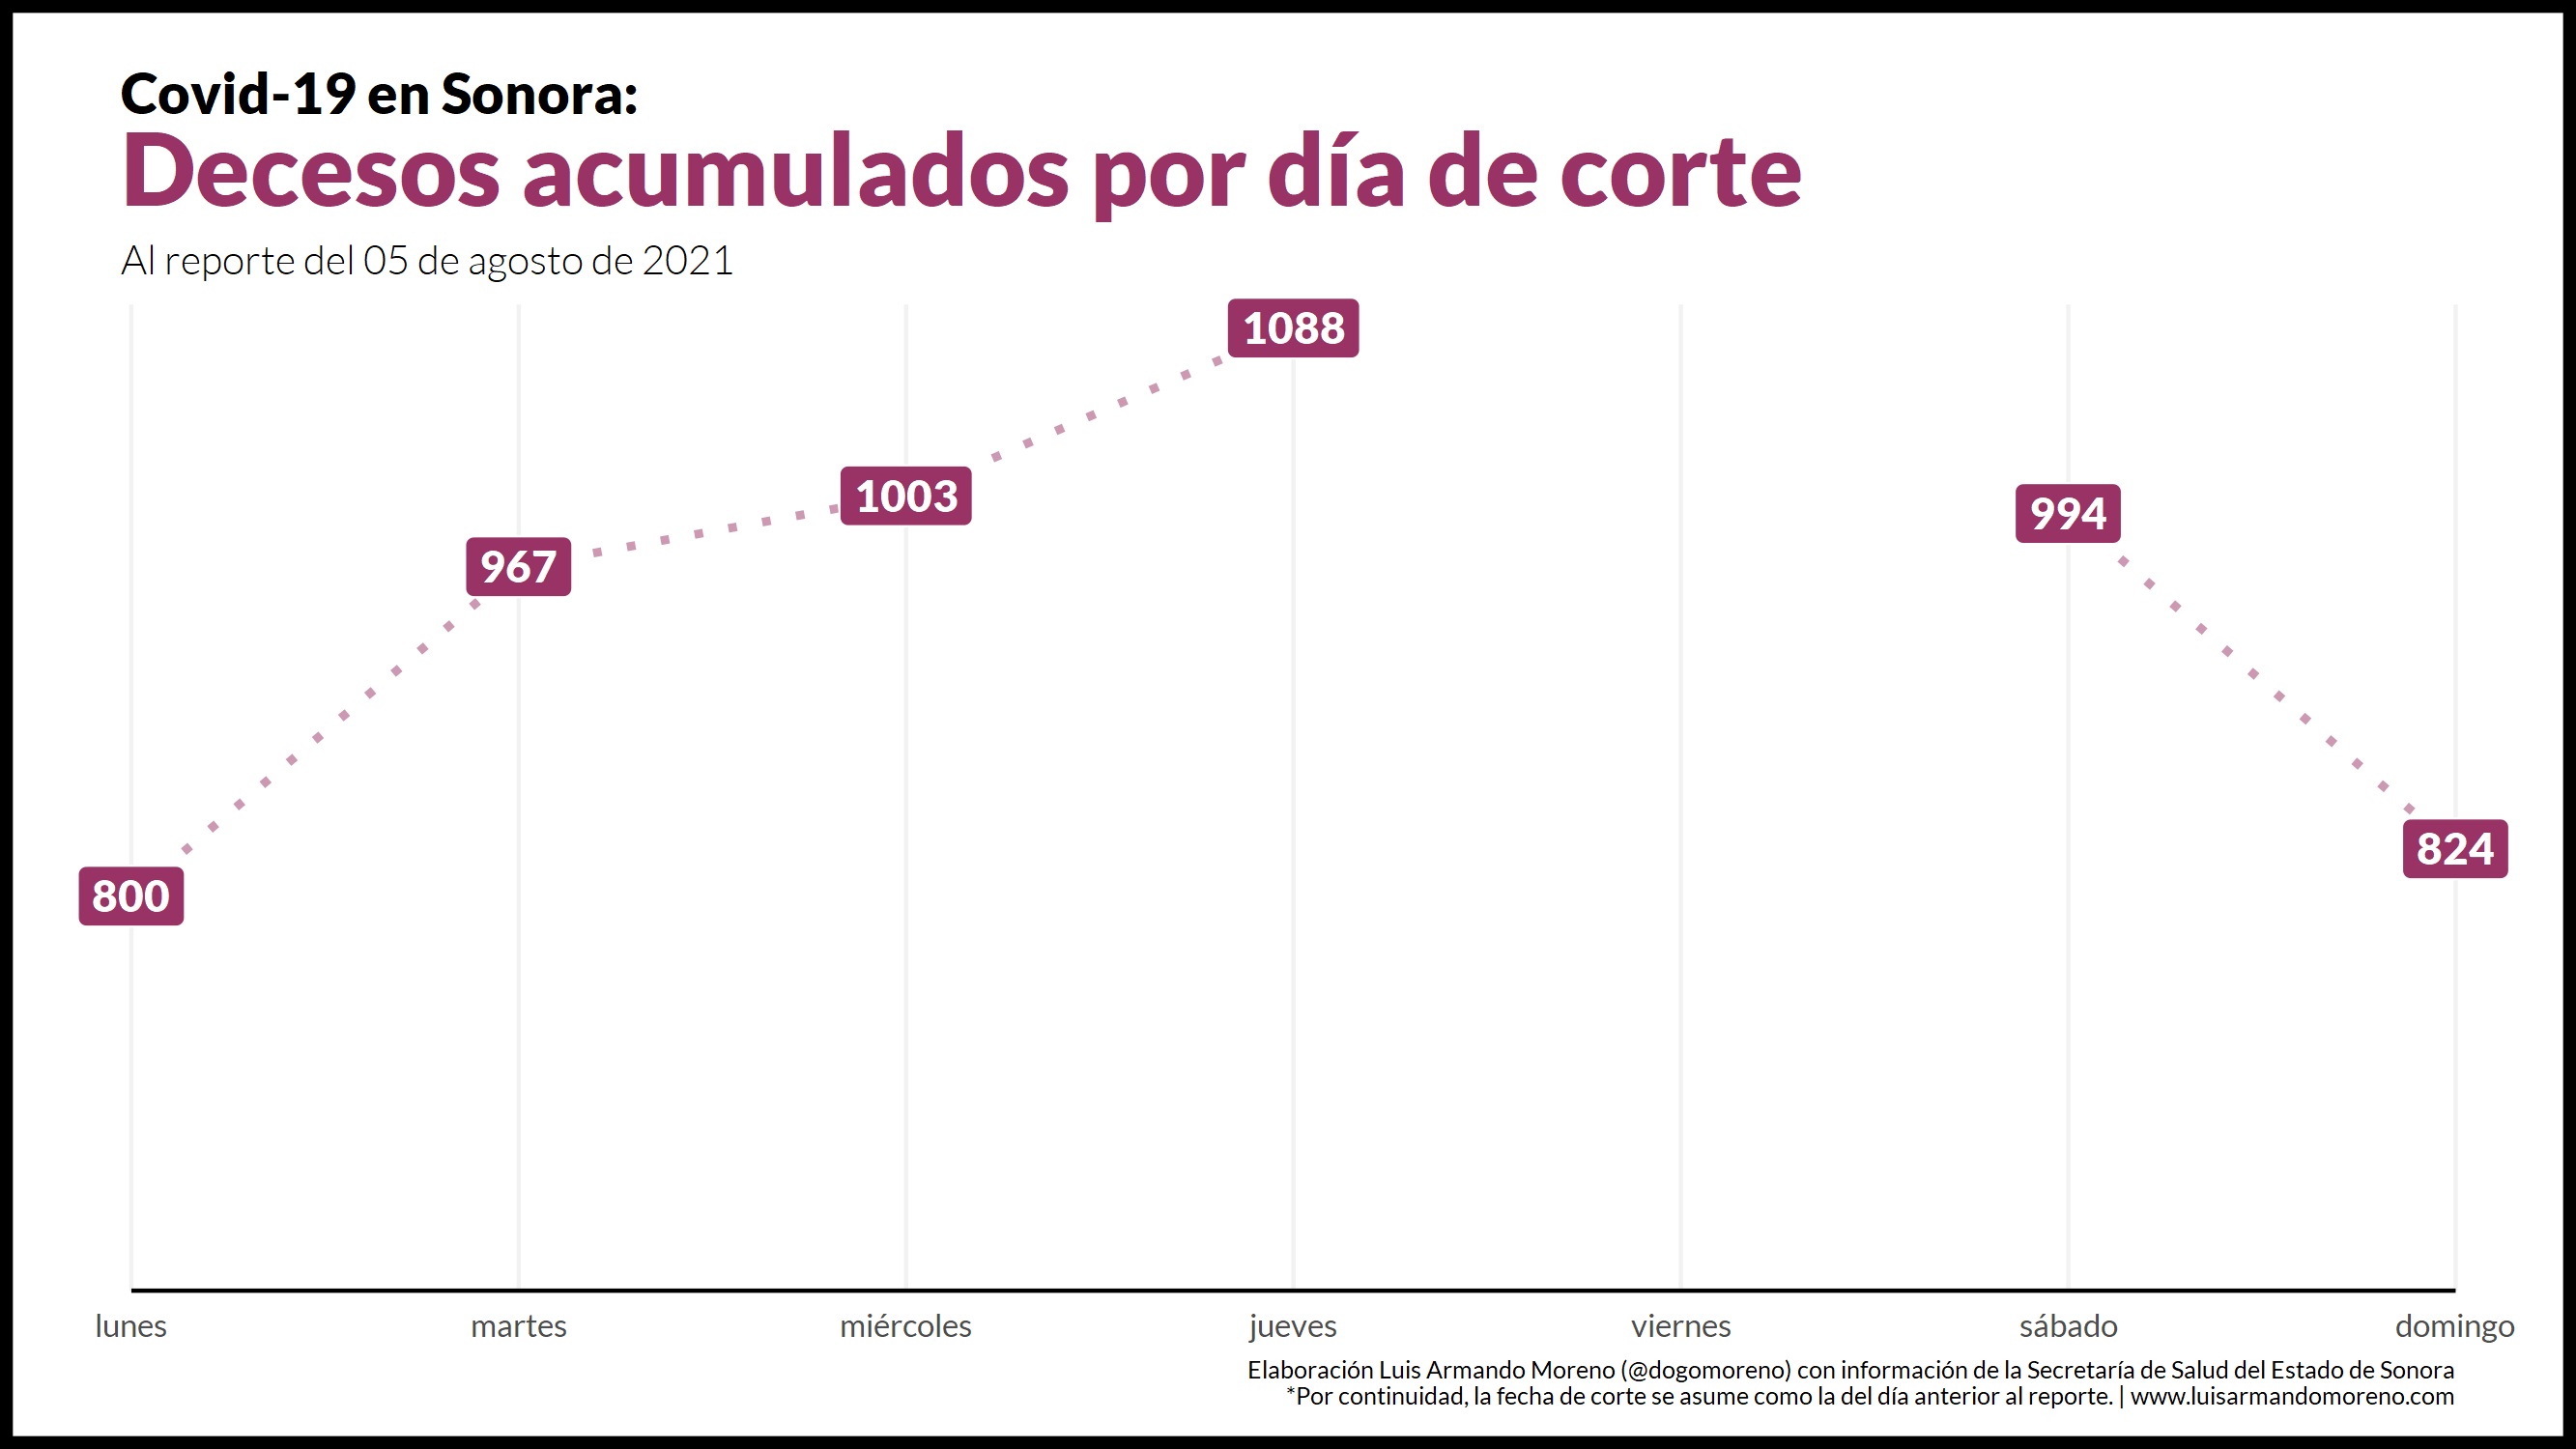 Covid-19 en Sonora:
Decesos acumulados por día de corte
Al reporte del 05 de agosto de 2021
1088
1003
994
967
824
800
lunes martes miércoles jueves viernes sábado domingo
Elaboración Luis Armando Moreno (@dogomoreno) con información de la Secretaría de Salud del Estado de Sonora
*Por continuidad, la fecha de corte se asume como la del día anterior al reporte. | www.luisarmandomoreno.com